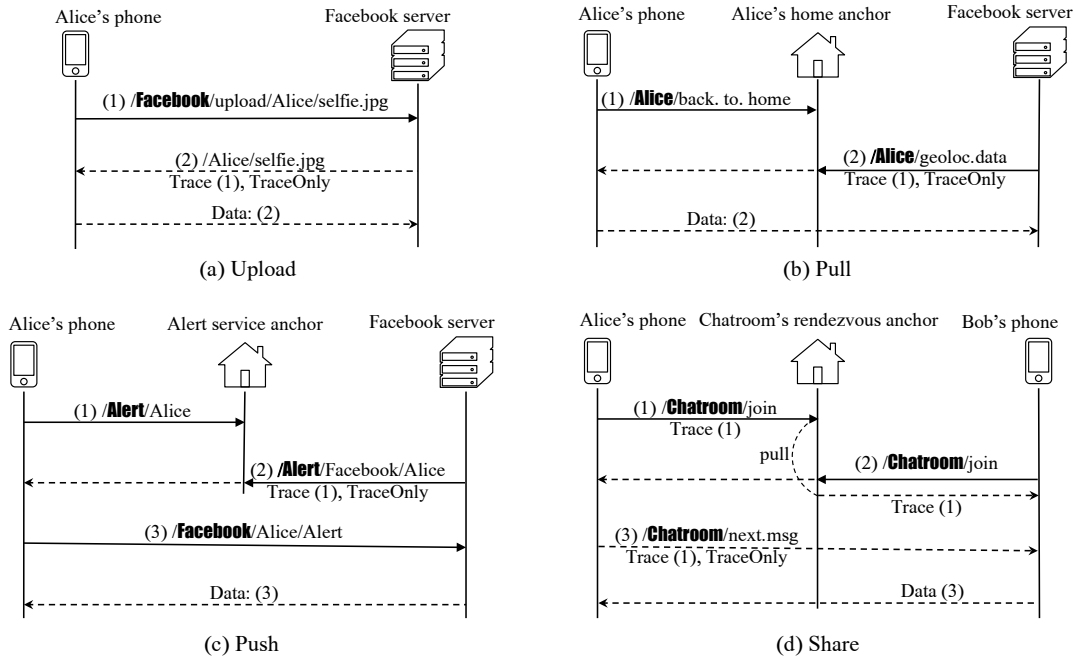 Alice's phone
Facebook server
(1) /Facebook/upload/Alice/selfie.jpg
(2) /Alice/selfie.jpg
Trace (1), TraceOnly
Data: (2)
(a) Upload
Alice's phone
Alice's home anchor
Facebook server
(1) /Alice/back. to. home
(2) /Alice/geoloc.data
Trace (1), TraceOnly
Data: (2)
(b) Pull
Alice's phone
Alert service anchor
Facebook server
(1) /Alert/Alice
(2) /Alert/Facebook/Alice
Trace (1), TraceOnly
(3) /Facebook/Alice/Alert
Data: (3)
(c) Push
Alice's phone
Chatroom's rendezvous anchor
Bob's phone
(1) /Chatroom/join
Trace (1)
pull
(2) /Chatroom/join
Trace (1)
(3) /Chatroom/next.msg
Trace (1), TraceOnly
Data (3)
(d) Share